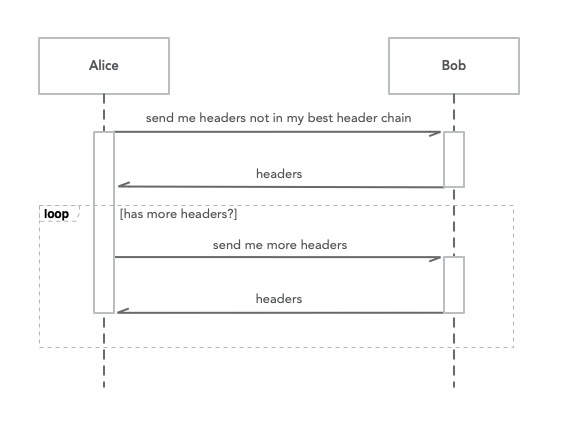 Alice
Bob
send me headers not in my best header chain
headers
loop
[has more headers?]
send me more headers
headers